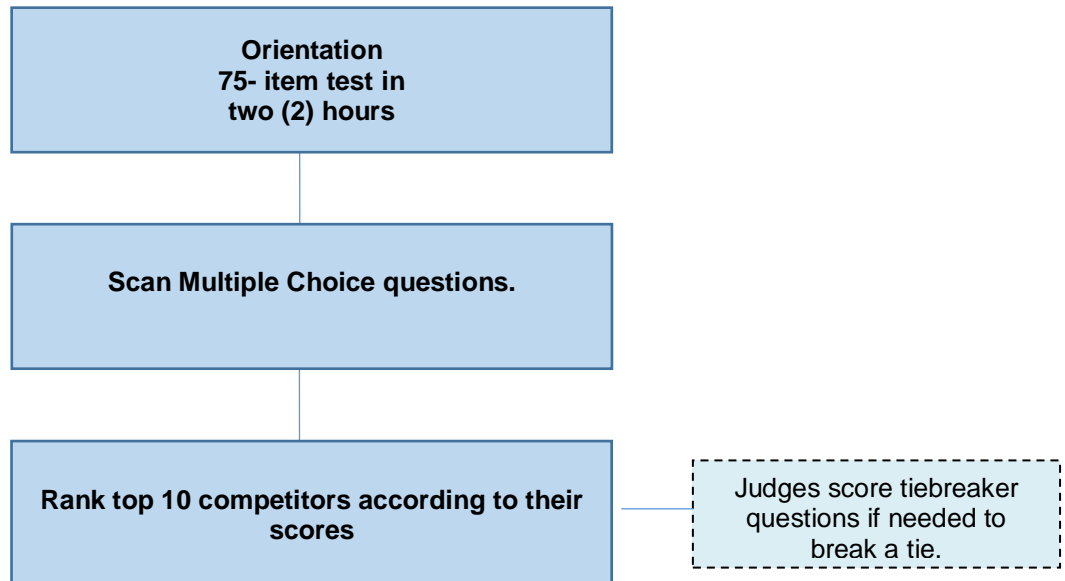 Orientation
75- item test in
two (2) hours
Scan Multiple Choice questions.
Rank top 10 competitors according to their
scores
Judges score tiebreaker
questions if needed to
break a tie.